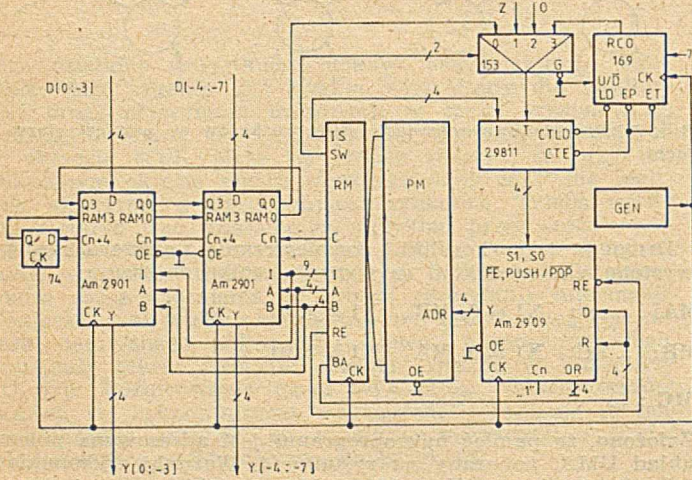 Z 0
0 1 2 3
153 G
RCO
169
7
CK
U/D̅
LD EP ET
2
4
D[0:-3] D[-4:-7]
4 4
IS
SW
RM
PM
I T CTLD
29811 CTE
4
GEN
Q3 D Q0
RAM3 RAM0
Cn+4 Cn
OE
Am 2901
I
A
B
CK Y
Q3 D Q0
RAM3 RAM0
Cn+4 Cn
OE
Am 2901
I
A
B
CK Y
Q D
CK
74
9
4
4
C
I
A
B
RE
BA
CK
ADR
OE
4
S1, S0
FE, PUSH/POP
RE
Y D
Am 2909
OE R
CK Cn OR
"1" 4
4
4 4
Y[0:-3] Y[-4:-7]